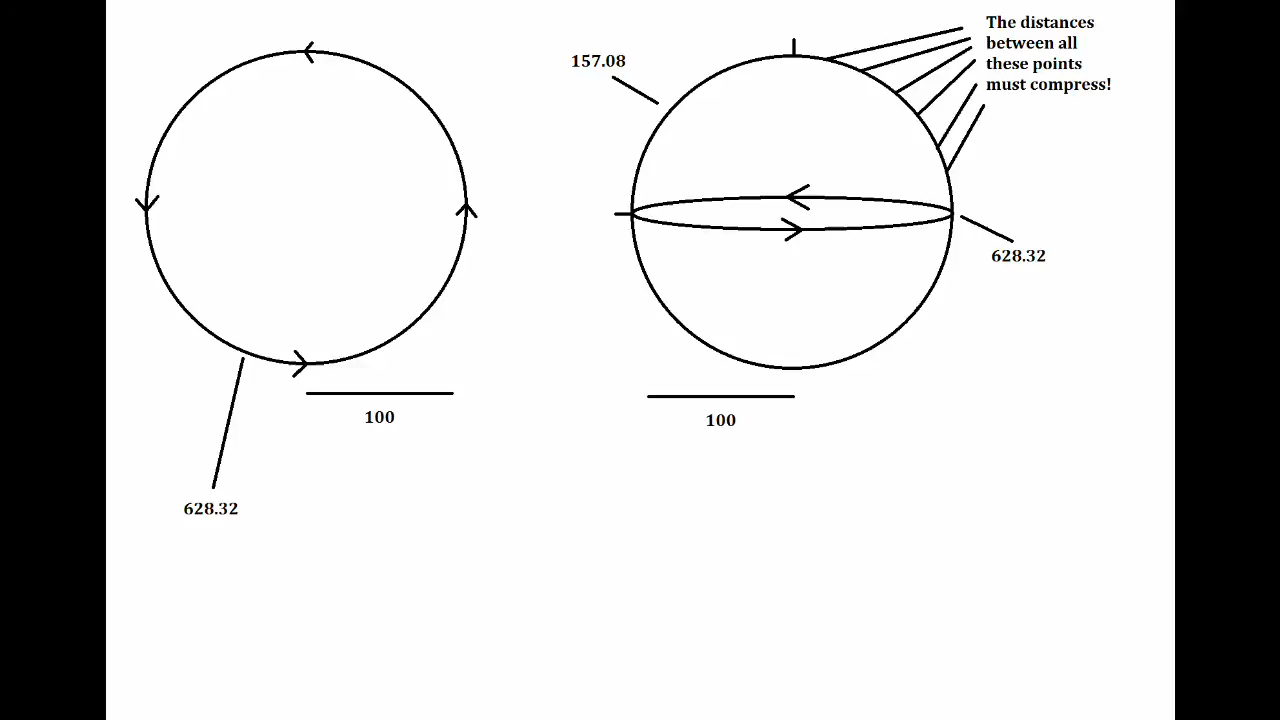 The distances
between all
these points
must compress!
157.08
628.32
100
100
628.32